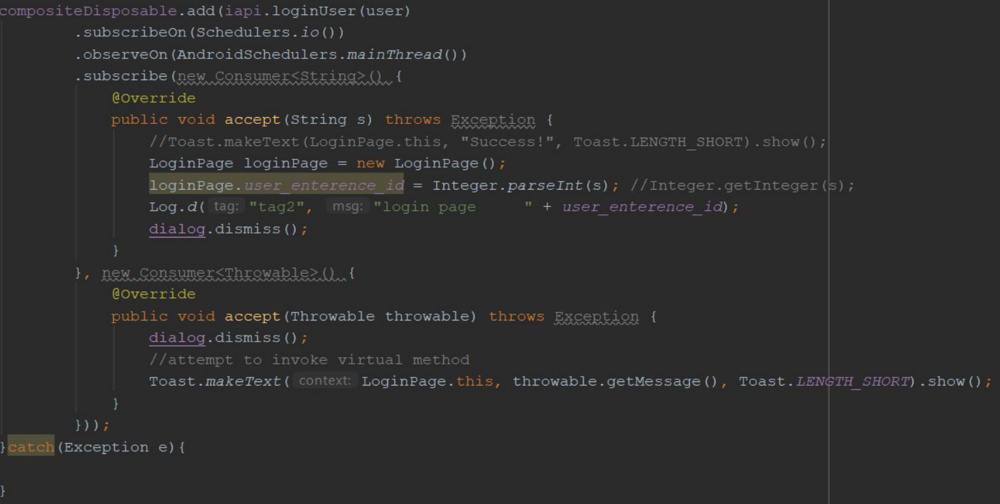 compositeDisposable.add(iapi.loginUser(user)
.subscribeOn(Schedulers.io())
.observeOn(AndroidSchedulers.mainThread())
.subscribe(new Consumer<String>() {
@Override
public void accept(String s) throws Exception {
//Toast.makeText(LoginPage.this, "Success!", Toast.LENGTH_SHORT).show();
LoginPage loginPage = new LoginPage();
loginPage.user_enterence_id = Integer.parseInt(s); //Integer.getInteger(s);
Log.d( tag: "tag2", msg: "login page     " + user_enterence_id);
dialog.dismiss();
}
}, new Consumer<Throwable>() {
@Override
public void accept(Throwable throwable) throws Exception {
dialog.dismiss();
//attempt to invoke virtual method
Toast.makeText( context: LoginPage.this, throwable.getMessage(), Toast.LENGTH_SHORT).show();
}
}));
}catch(Exception e){
}